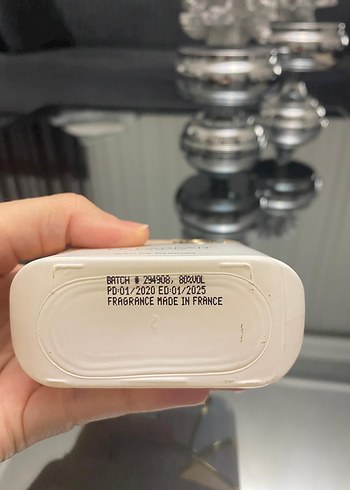 BATCH # 294908, 80%VOL
PD:01/2020 ED:01/2025
FRAGRANCE MADE IN FRANCE